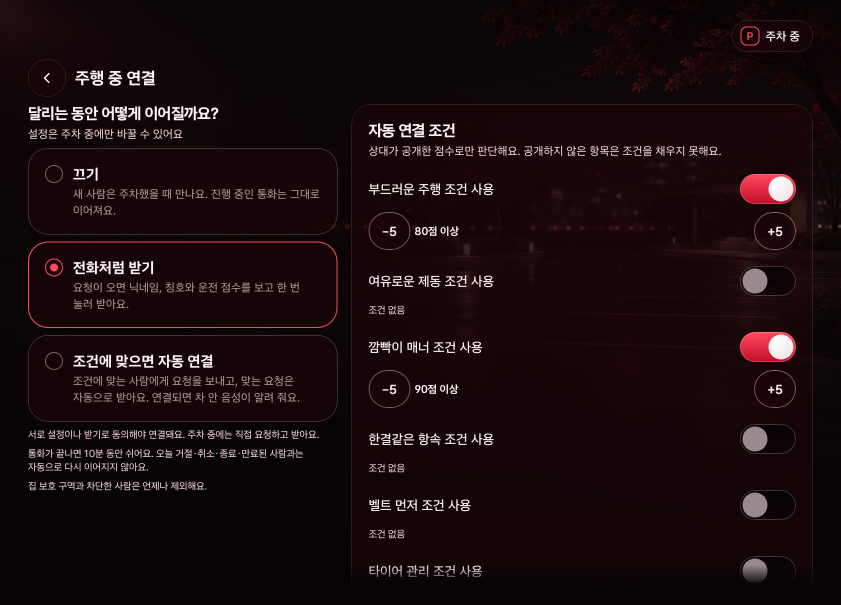 P 주차 중
주행 중 연결
달리는 동안 어떻게 이어질까요?
설정은 주차 중에만 바꿀 수 있어요
끄기
새 사람은 주차했을 때 만나요. 진행 중인 통화는 그대로
이어져요.
전화처럼 받기
요청이 오면 닉네임, 칭호와 운전 점수를 보고 한 번
눌러 받아요.
조건에 맞으면 자동 연결
조건에 맞는 사람에게 요청을 보내고, 맞는 요청은
자동으로 받아요. 연결되면 차 안 음성이 알려 줘요.
서로 설정이나 받기로 동의해야 연결돼요. 주차 중에는 직접 요청하고 받아요.
통화가 끝나면 10분 동안 쉬어요. 오늘 거절·취소·종료·만료된 사람과는
자동으로 다시 이어지지 않아요.
집 보호 구역과 차단한 사람은 언제나 제외해요.
자동 연결 조건
상대가 공개한 점수로만 판단해요. 공개하지 않은 항목은 조건을 채우지 못해요.
부드러운 주행 조건 사용
−5 80점 이상 +5
여유로운 제동 조건 사용
조건 없음
깜빡이 매너 조건 사용
−5 90점 이상 +5
한결같은 항속 조건 사용
조건 없음
벨트 먼저 조건 사용
조건 없음
타이어 관리 조건 사용